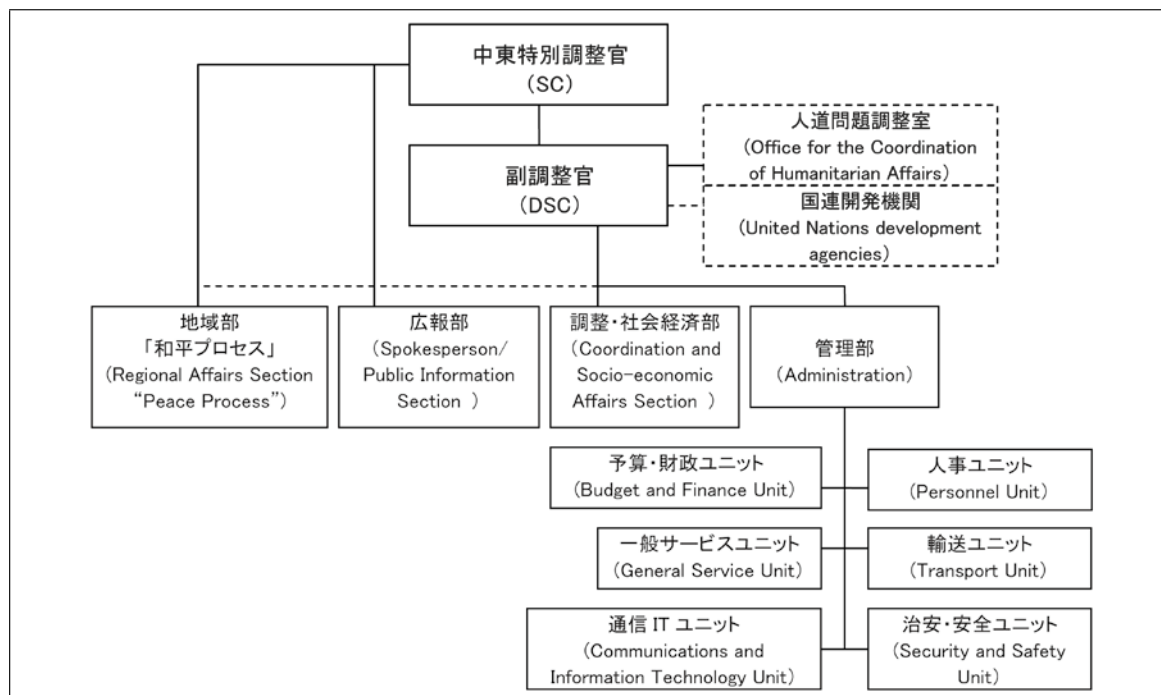 中東特別調整官
(SC)
人道問題調整室
(Office for the Coordination
of Humanitarian Affairs)
副調整官
(DSC)
国連開発機関
(United Nations development
agencies)
地域部
「和平プロセス」
(Regional Affairs Section
“Peace Process”)
広報部
(Spokesperson/
Public Information
Section )
調整・社会経済部
(Coordination and
Socio-economic
Affairs Section )
管理部
(Administration)
予算・財政ユニット
(Budget and Finance Unit)
人事ユニット
(Personnel Unit)
一般サービスユニット
(General Service Unit)
輸送ユニット
(Transport Unit)
通信 IT ユニット
(Communications and
Information Technology Unit)
治安・安全ユニット
(Security and Safety
Unit)